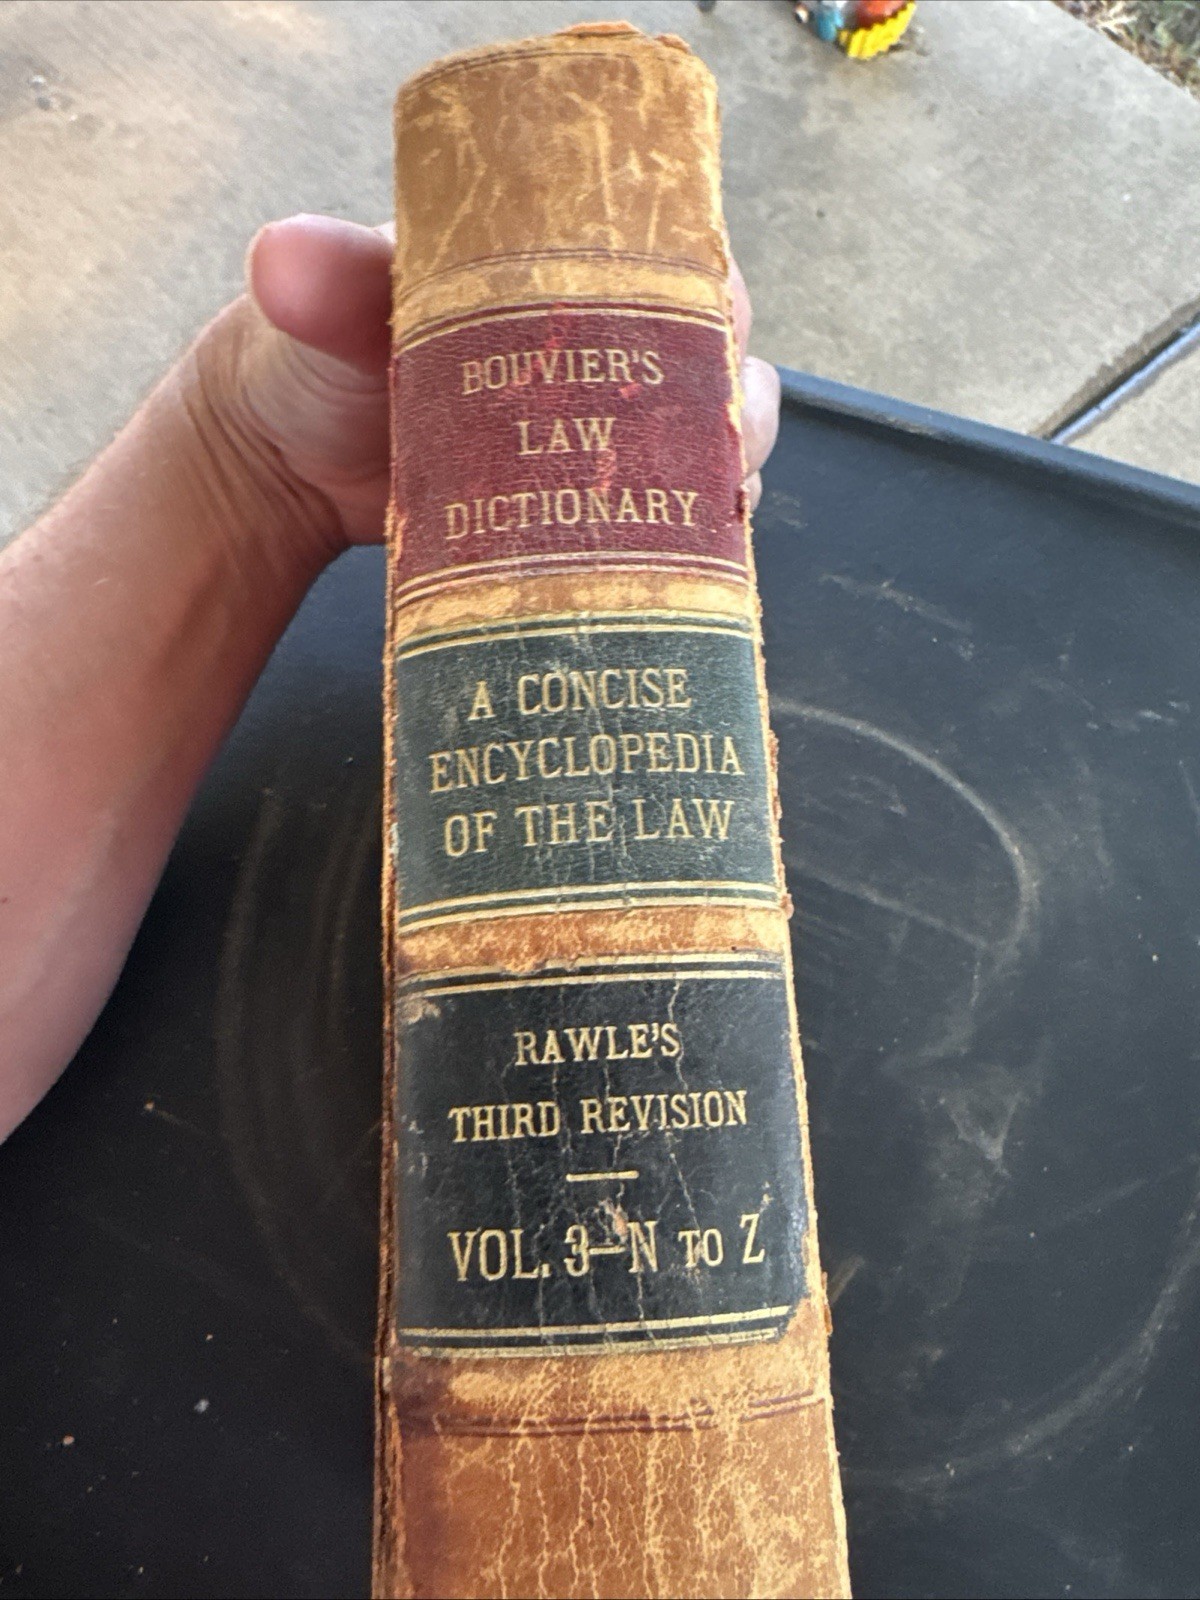 BOUVIER'S
LAW
DICTIONARY
A CONCISE
ENCYCLOPEDIA
OF THE LAW
RAWLE'S
THIRD REVISION
VOL. 3–N TO Z